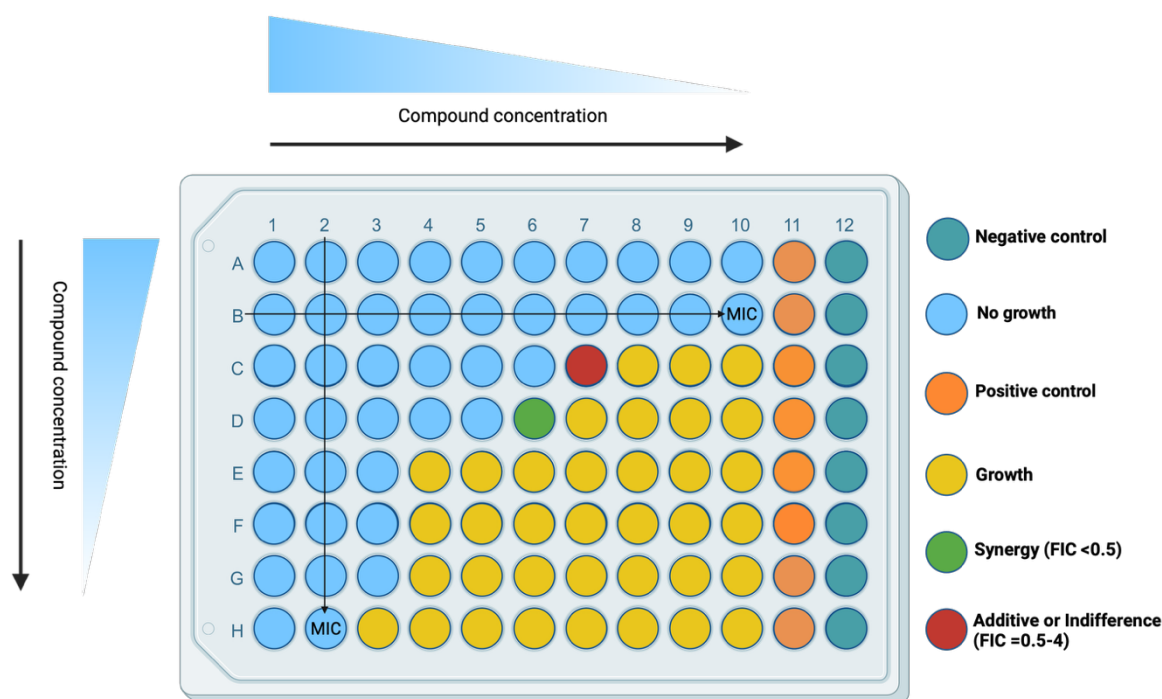 Compound concentration
Compound concentration
1 2 3 4 5 6 7 8 9 10 11 12
A
B
MIC
C
D
E
F
G
H
MIC
Negative control
No growth
Positive control
Growth
Synergy (FIC <0.5)
Additive or Indifference
(FIC =0.5-4)